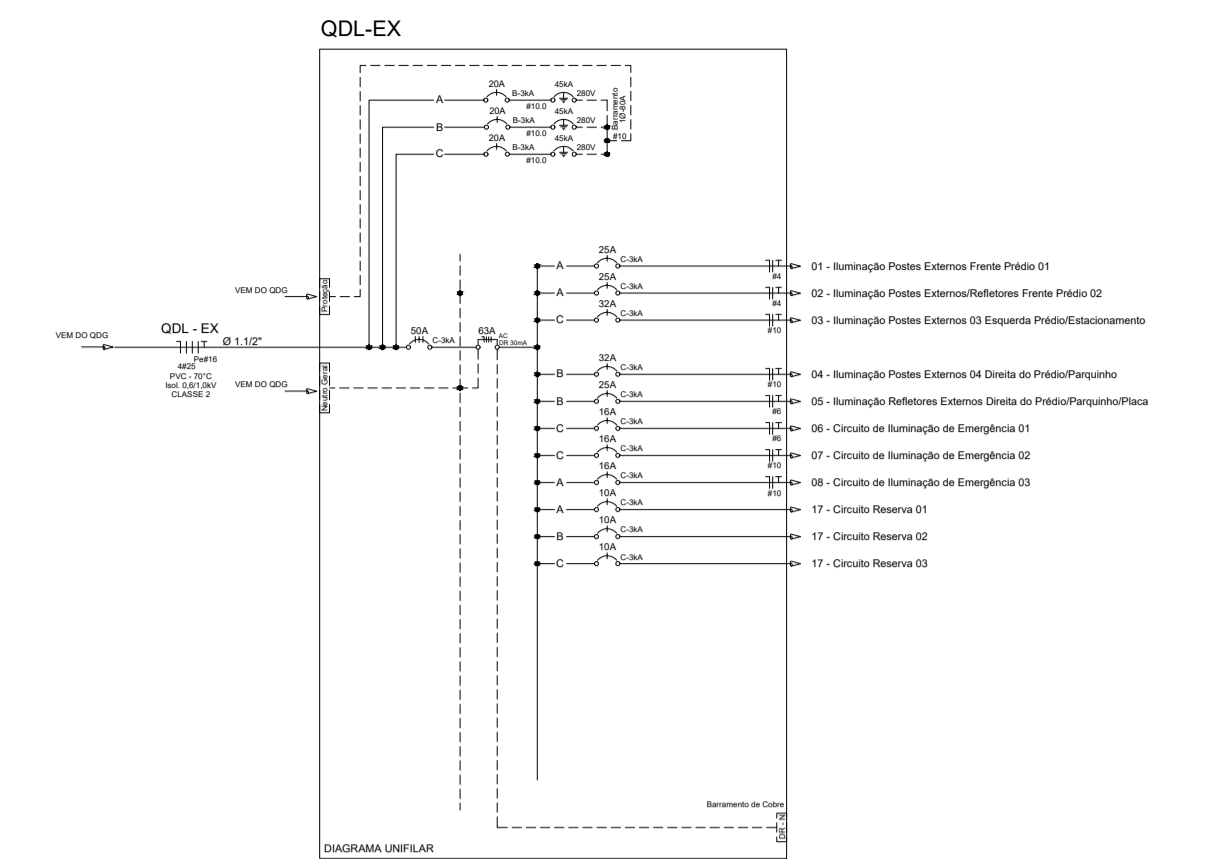 QDL-EX
A
20A
B-3kA
#10.0
45kA
280V
B
20A
B-3kA
#10.0
45kA
280V
C
20A
B-3kA
#10.0
45kA
280V
Barramento
1Ø-80A
#10
VEM DO QDG
Proteção
VEM DO QDG
QDL - EX
Ø 1.1/2"
Pe#16
4#25
PVC - 70°C
Isol. 0,6/1,0kV
CLASSE 2
VEM DO QDG
Neutro Geral
50A
C-3kA
63A
AC
DR 30mA
A
25A
C-3kA
#4
01 - Iluminação Postes Externos Frente Prédio 01
A
25A
C-3kA
#4
02 - Iluminação Postes Externos/Refletores Frente Prédio 02
C
32A
C-3kA
#10
03 - Iluminação Postes Externos 03 Esquerda Prédio/Estacionamento
B
32A
C-3kA
#10
04 - Iluminação Postes Externos 04 Direita do Prédio/Parquinho
B
25A
C-3kA
#6
05 - Iluminação Refletores Externos Direita do Prédio/Parquinho/Placa
C
16A
C-3kA
#6
06 - Circuito de Iluminação de Emergência 01
C
16A
C-3kA
#10
07 - Circuito de Iluminação de Emergência 02
A
16A
C-3kA
#10
08 - Circuito de Iluminação de Emergência 03
A
10A
C-3kA
17 - Circuito Reserva 01
B
10A
C-3kA
17 - Circuito Reserva 02
C
10A
C-3kA
17 - Circuito Reserva 03
Barramento de Cobre
DR - N
DIAGRAMA UNIFILAR